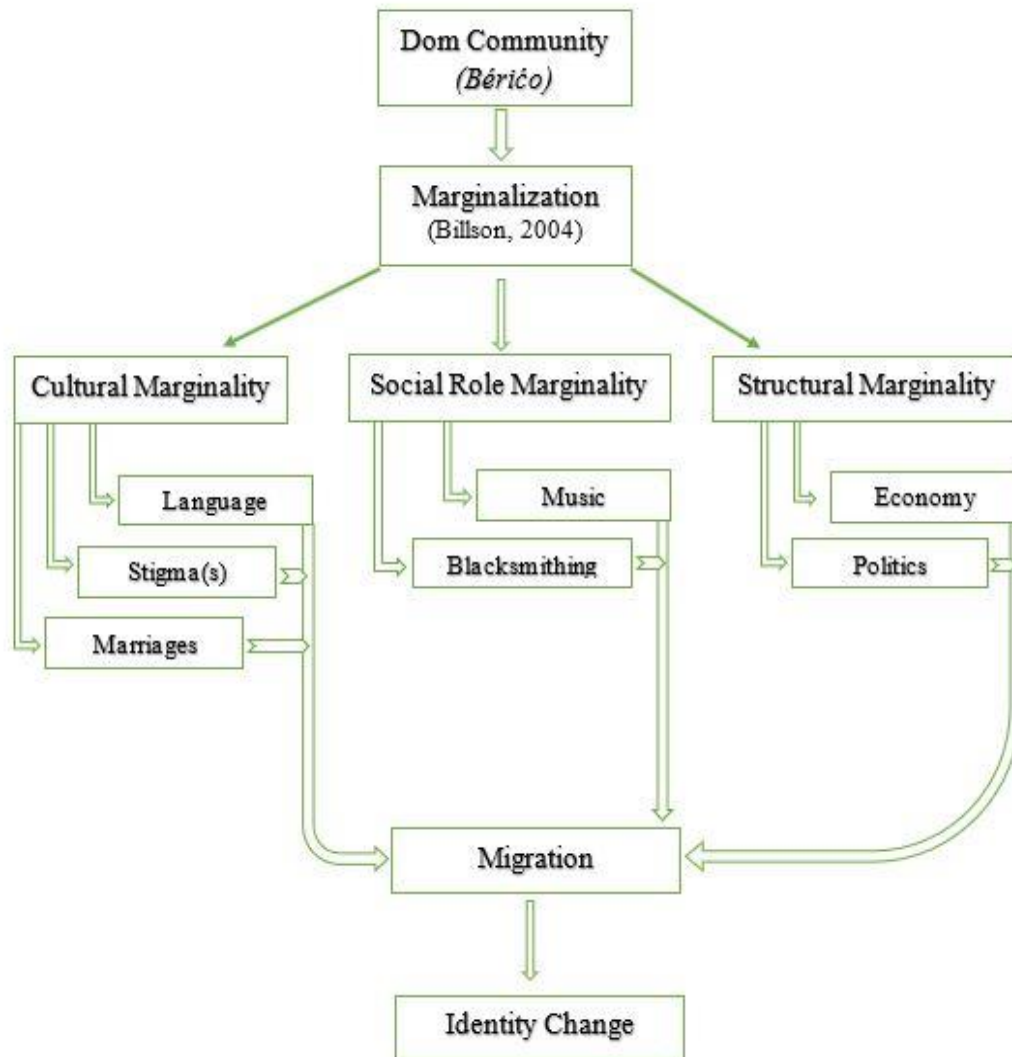 Dom Community
(Béríćo)
Marginalization
(Billson, 2004)
Cultural Marginality
Social Role Marginality
Structural Marginality
Language
Stigma(s)
Marriages
Music
Blacksmithing
Economy
Politics
Migration
Identity Change